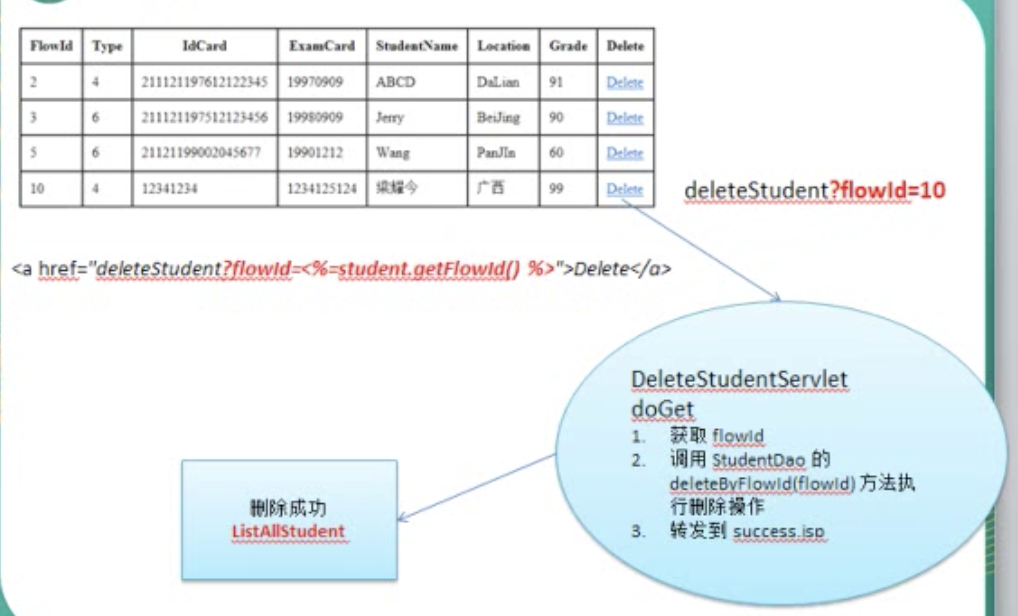 FlowId Type IdCard ExamCard StudentName Location Grade Delete
2 4 211121197612122345 19970909 ABCD DaLian 91 Delete
3 6 211121197512123456 19980909 Jerry BeiJing 90 Delete
5 6 21121199002045677 19901212 Wang PanJIn 60 Delete
10 4 12341234 1234125124 梁耀今 广西 99 Delete
deleteStudent?flowId=10
<a href="deleteStudent?flowId=<%=student.getFlowId() %>">Delete</a>
DeleteStudentServlet
doGet
1. 获取 flowId
2. 调用 StudentDao 的
deleteByFlowId(flowId) 方法执
行删除操作
3. 转发到 success.jsp
删除成功
ListAllStudent